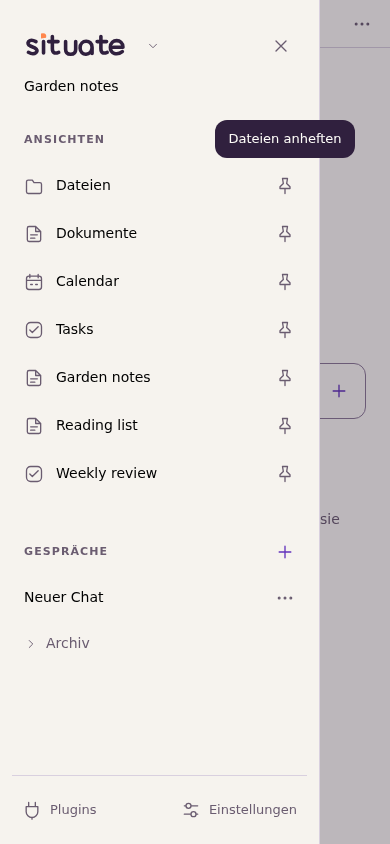 situate
Garden notes
ANSICHTEN
Dateien anheften
Dateien
Dokumente
Calendar
Tasks
Garden notes
Reading list
Weekly review
sie
GESPRÄCHE
Neuer Chat
Archiv
Plugins
Einstellungen